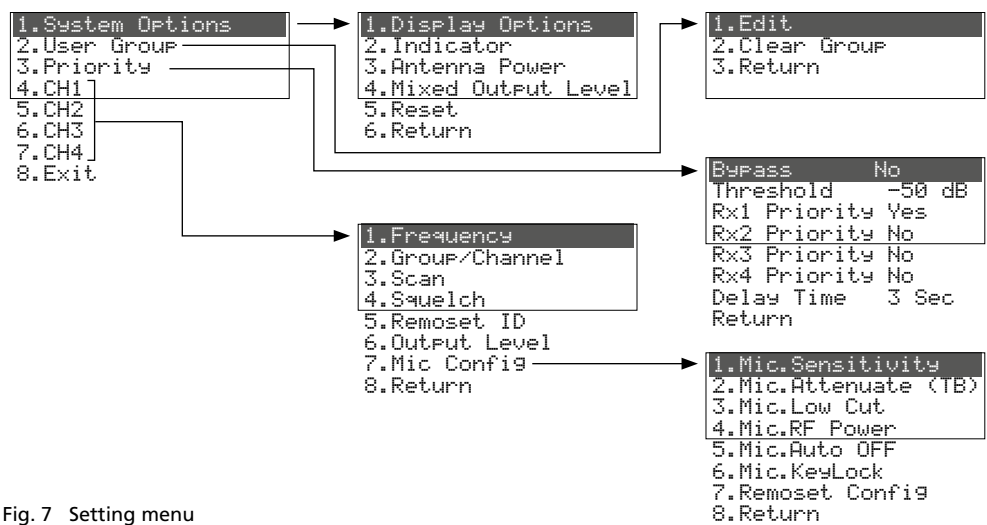 1.System Options
2.User Group
3.Priority
4.CH1
5.CH2
6.CH3
7.CH4
8.Exit
1.Display Options
2.Indicator
3.Antenna Power
4.Mixed Output Level
5.Reset
6.Return
1.Edit
2.Clear Group
3.Return
Bypass No
Threshold -50 dB
Rx1 Priority Yes
Rx2 Priority No
Rx3 Priority No
Rx4 Priority No
Delay Time 3 Sec
Return
1.Frequency
2.Group/Channel
3.Scan
4.Squelch
5.Remoset ID
6.Output Level
7.Mic Config
8.Return
1.Mic.Sensitivity
2.Mic.Attenuate (TB)
3.Mic.Low Cut
4.Mic.RF Power
5.Mic.Auto OFF
6.Mic.KeyLock
7.Remoset Config
8.Return
Fig. 7 Setting menu